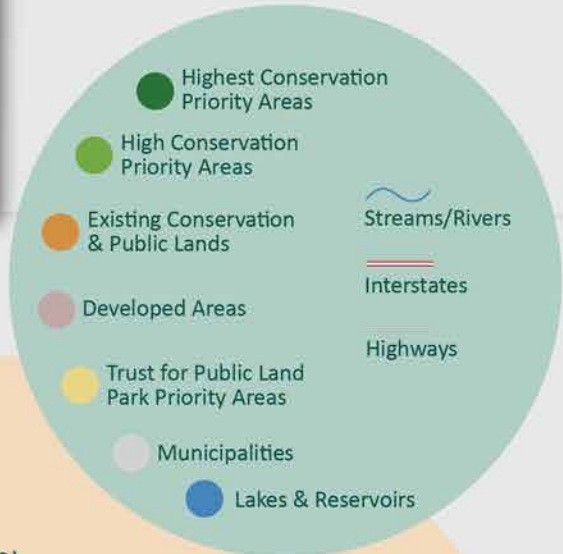 Highest Conservation
Priority Areas
High Conservation
Priority Areas
Existing Conservation
& Public Lands
Developed Areas
Trust for Public Land
Park Priority Areas
Municipalities
Lakes & Reservoirs
Streams/Rivers
Interstates
Highways